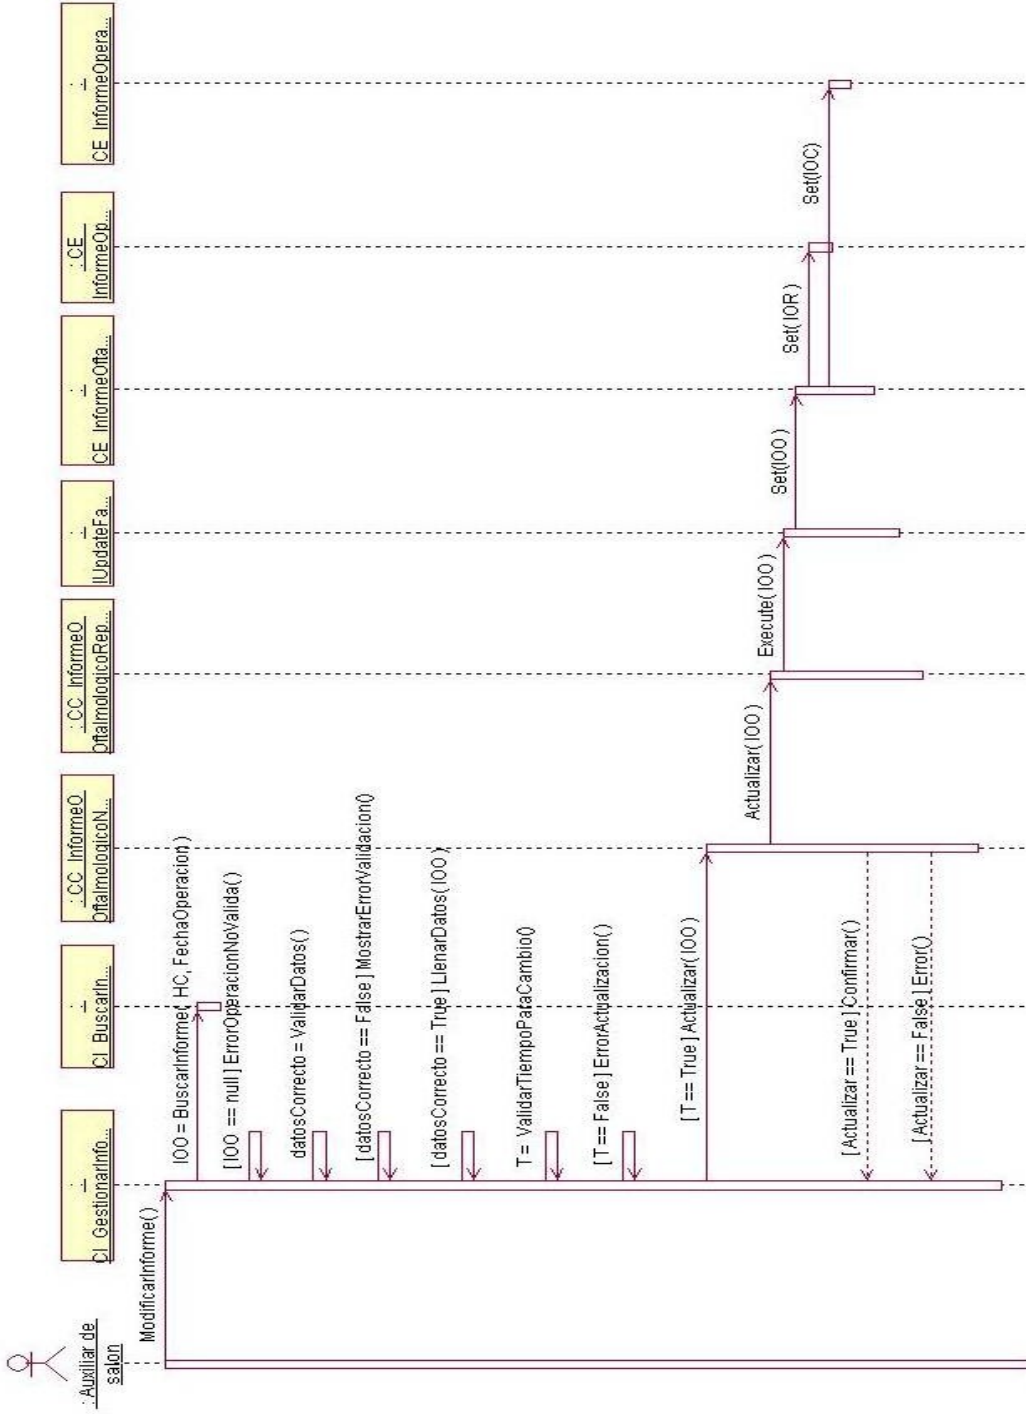 : Auxiliar de
salon
:
CI_GestionarInfo...
:
CI_BuscarIn...
: CC_InformeO
OftalmologicoN...
: CC_InformeO
OftalmologicoRep...
:
IUpdateFa...
:
CE_InformeOfta...
: CE
InformeOp...
:
CE_InformeOpera...
ModificarInforme()
IOO = BuscarInforme( HC, FechaOperacion )
[ IOO == null ] ErrorOperacionNoValida()
datosCorrecto = ValidarDatos()
[ datosCorrecto == False ] MostrarErrorValidacion()
[ datosCorrecto == True ] LlenarDatos( IOO )
T = ValidarTiempoParaCambio()
[ T == False ] ErrorActualizacion()
[ T == True ] Actualizar( IOO )
Actualizar( IOO )
Execute( IOO )
Set(IOO )
Set( IOR )
Set(IOC)
[ Actualizar == True ] Confirmar()
[ Actualizar == False ] Error()